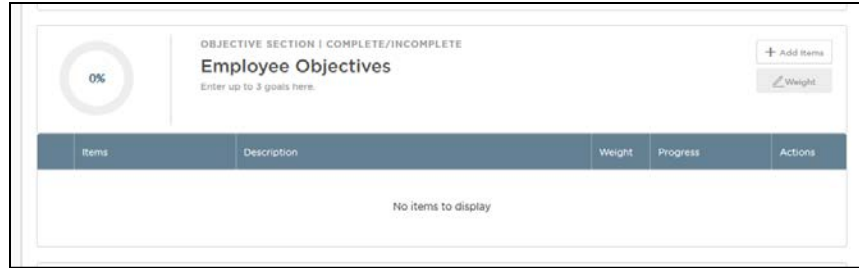 0%
OBJECTIVE SECTION | COMPLETE/INCOMPLETE
Employee Objectives
Enter up to 3 goals here.
+ Add Items
Weight
Items Description Weight Progress Actions
No items to display